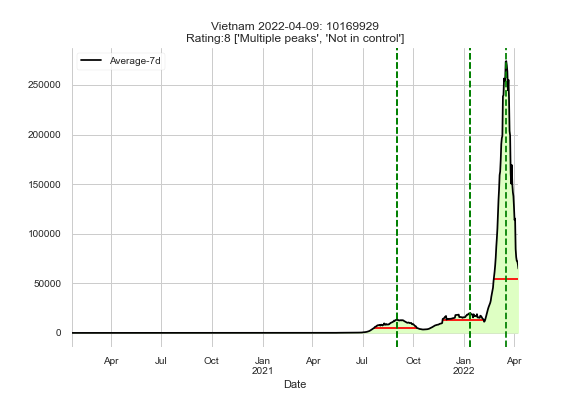 Vietnam 2022-04-09: 10169929
Rating:8 ['Multiple peaks', 'Not in control']
Average-7d
250000
200000
150000
100000
50000
0
Apr Jul Oct Jan Apr Jul Oct Jan Apr
2021 2022
Date